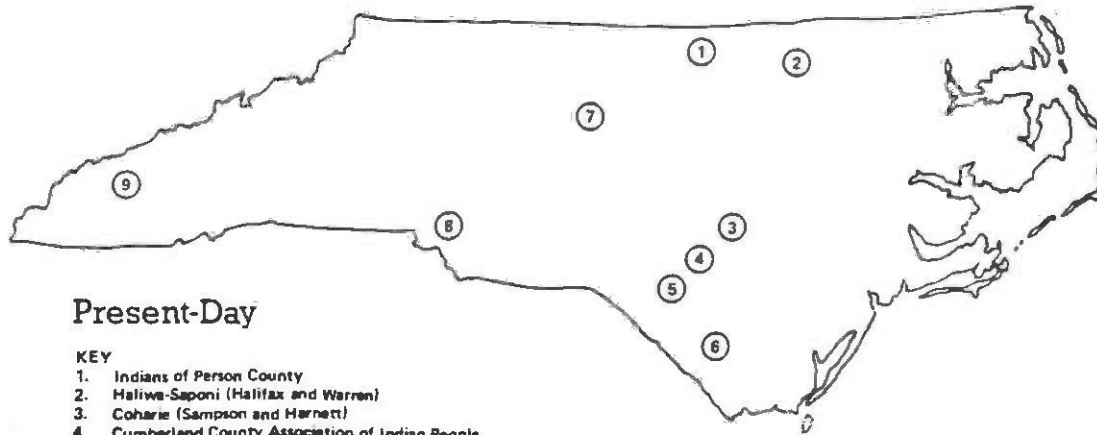 1
2
7
9
8
3
4
5
6
Present-Day
KEY
1. Indians of Person County
2. Haliwa-Saponi (Halifax and Warren)
3. Coharie (Sampson and Harnett)
4. Cumberland County Association of Indian People